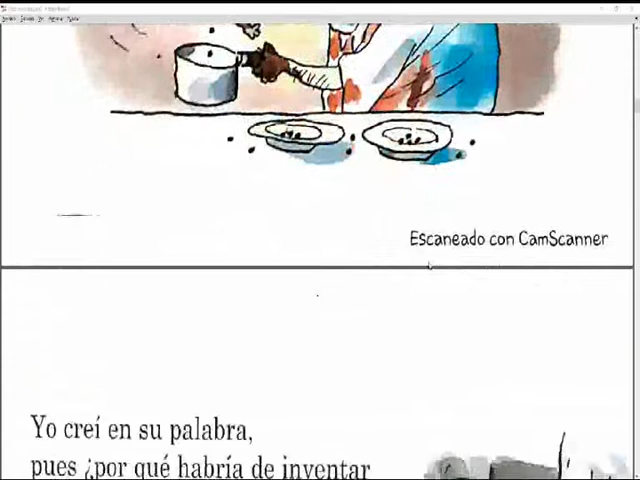 Escaneado con CamScanner
Yo creí en su palabra,
pues ¿por qué habría de inventar